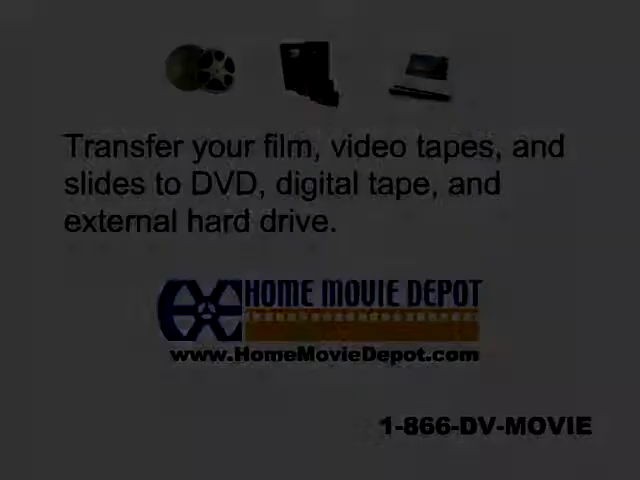 Transfer your film, video tapes, and
slides to DVD, digital tape, and
external hard drive.
HOME MOVIE DEPOT
www.HomeMovieDepot.com
1-866-DV-MOVIE